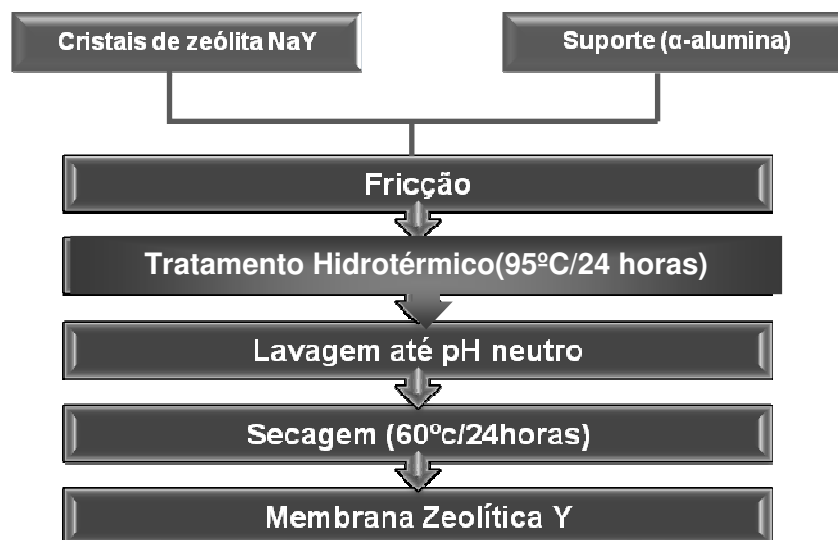 Cristais de zeólita NaY
Suporte (α-alumina)
Fricção
Tratamento Hidrotérmico(95ºC/24 horas)
Lavagem até pH neutro
Secagem (60ºc/24horas)
Membrana Zeolítica Y